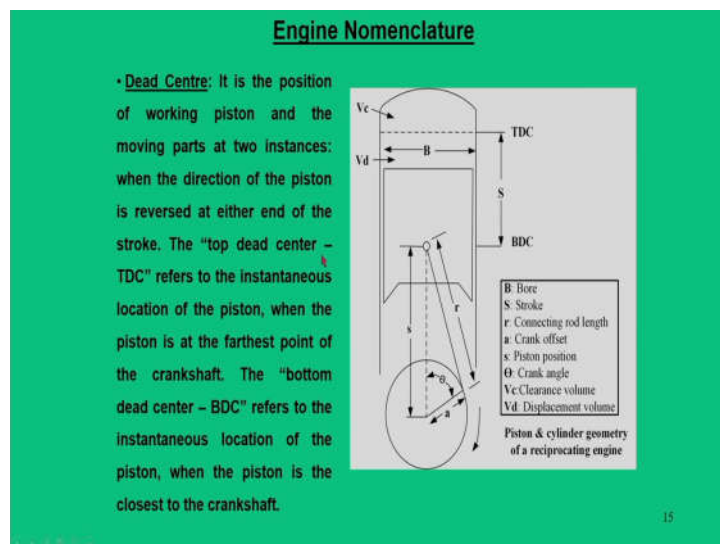 Engine Nomenclature
• Dead Centre: It is the position
of working piston and the
moving parts at two instances:
when the direction of the piston
is reversed at either end of the
stroke. The “top dead center –
TDC” refers to the instantaneous
location of the piston, when the
piston is at the farthest point of
the crankshaft. The “bottom
dead center – BDC” refers to the
instantaneous location of the
piston, when the piston is the
closest to the crankshaft.
Vc
TDC
B
Vd
S
BDC
r
s
θ
a
B: Bore
S: Stroke
r: Connecting rod length
a: Crank offset
s: Piston position
Θ: Crank angle
Vc:Clearance volume
Vd: Displacement volume
Piston & cylinder geometry
of a reciprocating engine
15